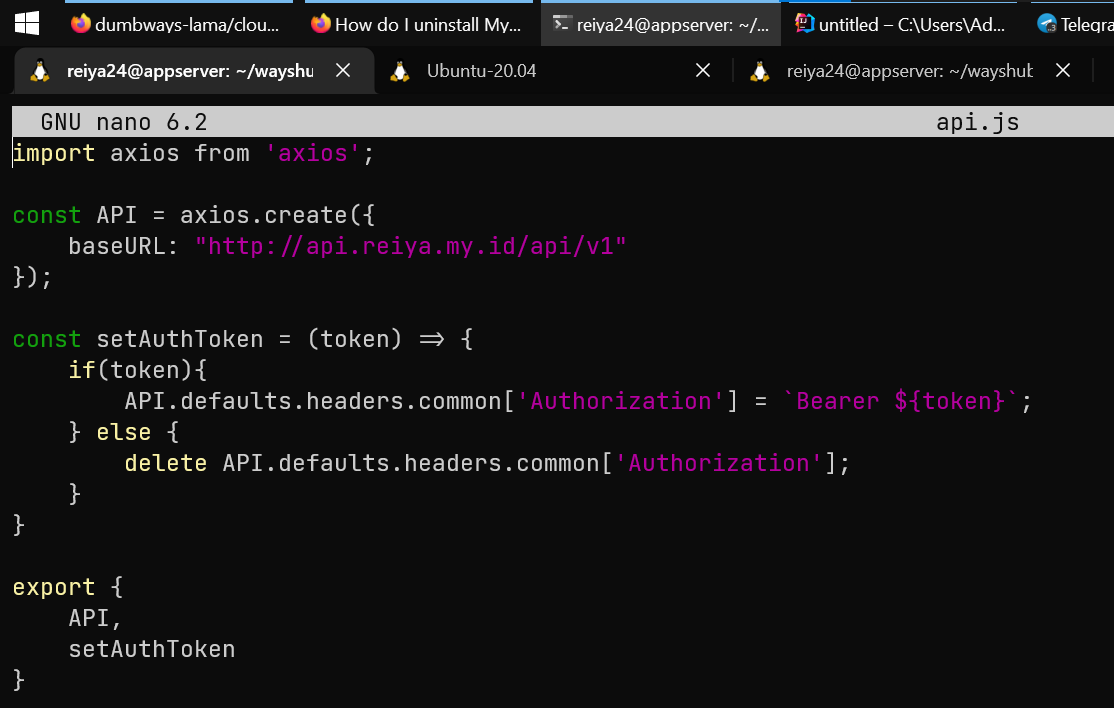 dumbways-lama/clou...
How do I uninstall My...
reiya24@appserver: ~/...
untitled – C:\Users\Ad...
Telegra
reiya24@appserver: ~/wayshu
Ubuntu-20.04
reiya24@appserver: ~/wayshub
GNU nano 6.2 api.js
import axios from 'axios';
const API = axios.create({
    baseURL: "http://api.reiya.my.id/api/v1"
});
const setAuthToken = (token) => {
    if(token){
        API.defaults.headers.common['Authorization'] = `Bearer ${token}`;
    } else {
        delete API.defaults.headers.common['Authorization'];
    }
}
export {
    API,
    setAuthToken
}